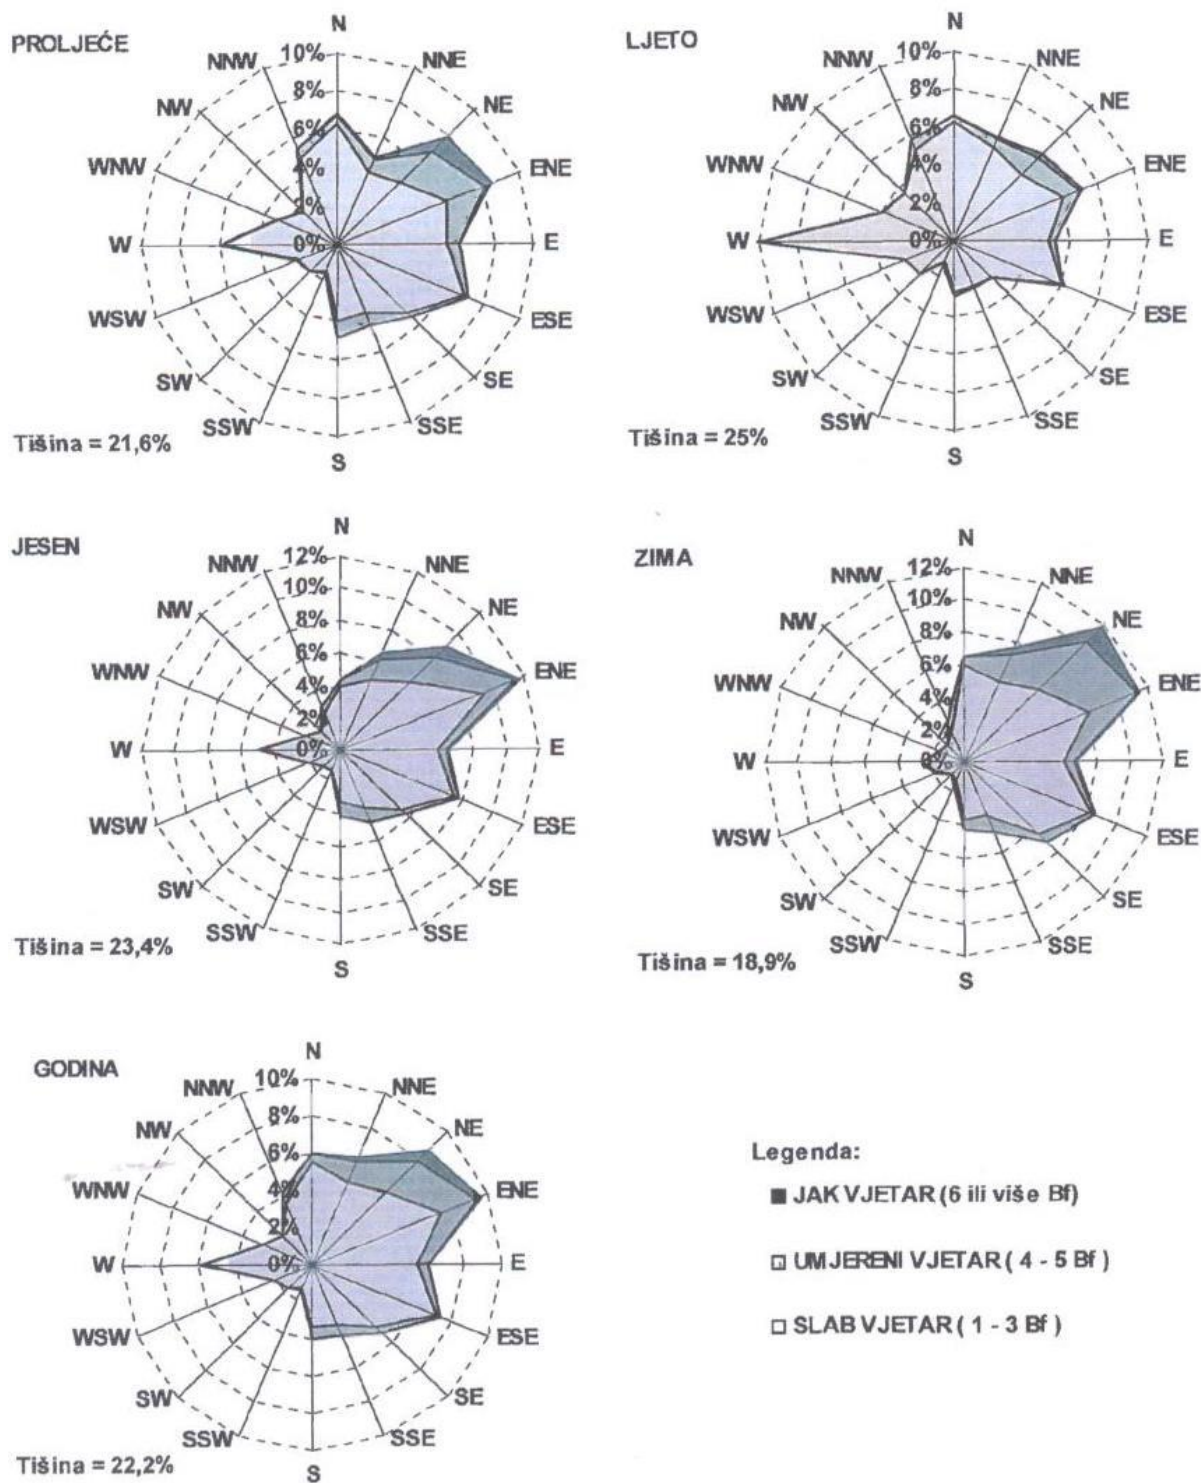 PROLJEĆE
N
NNE
NE
ENE
E
ESE
SE
SSE
S
SSW
SW
WSW
W
WNW
NW
NNW
10%
8%
6%
4%
2%
0%
Tišina = 21,6%
LJETO
N
NNE
NE
ENE
E
ESE
SE
SSE
S
SSW
SW
WSW
W
WNW
NW
NNW
10%
8%
6%
4%
2%
0%
Tišina = 25%
JESEN
N
NNE
NE
ENE
E
ESE
SE
SSE
S
SSW
SW
WSW
W
WNW
NW
NNW
12%
10%
8%
6%
4%
2%
0%
Tišina = 23,4%
ZIMA
N
NNE
NE
ENE
E
ESE
SE
SSE
S
SSW
SW
WSW
W
WNW
NW
NNW
12%
10%
8%
6%
4%
2%
0%
Tišina = 18,9%
GODINA
N
NNE
NE
ENE
E
ESE
SE
SSE
S
SSW
SW
WSW
W
WNW
NW
NNW
10%
8%
6%
4%
2%
0%
Tišina = 22,2%
Legenda:
JAK VJETAR (6 ili više Bf)
UMJERENI VJETAR ( 4 - 5 Bf )
SLAB VJETAR ( 1 - 3 Bf )